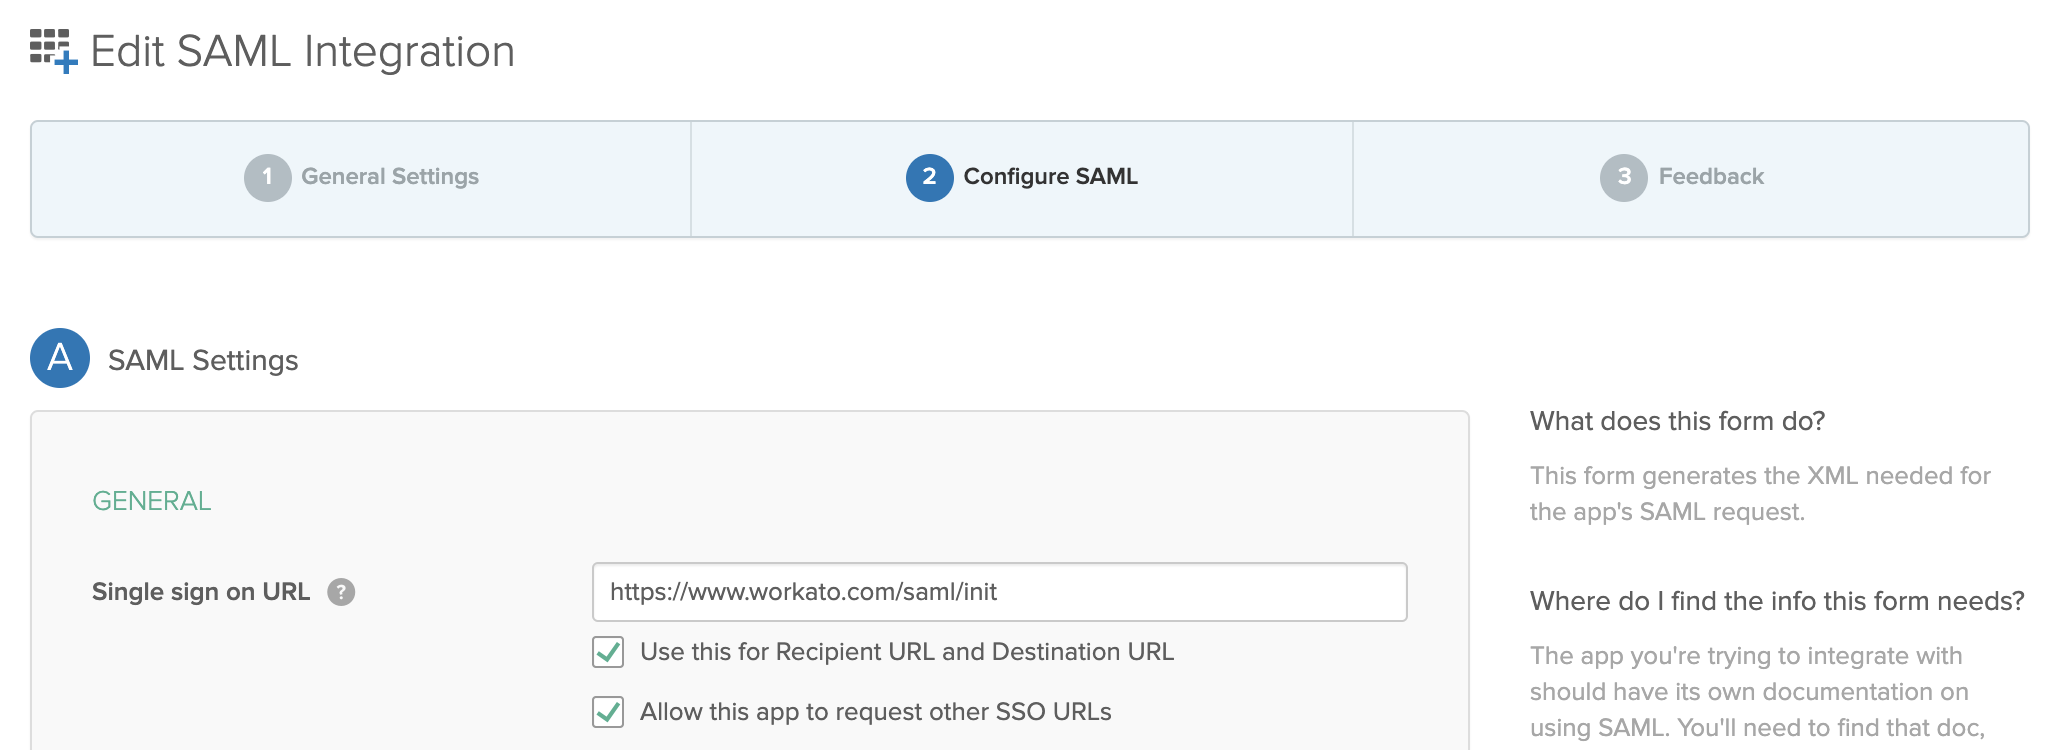 Edit SAML Integration
1 General Settings
2 Configure SAML
3 Feedback
A SAML Settings
GENERAL
Single sign on URL ?
https://www.workato.com/saml/init
Use this for Recipient URL and Destination URL
Allow this app to request other SSO URLs
What does this form do?
This form generates the XML needed for
the app's SAML request.
Where do I find the info this form needs?
The app you're trying to integrate with
should have its own documentation on
using SAML. You'll need to find that doc,